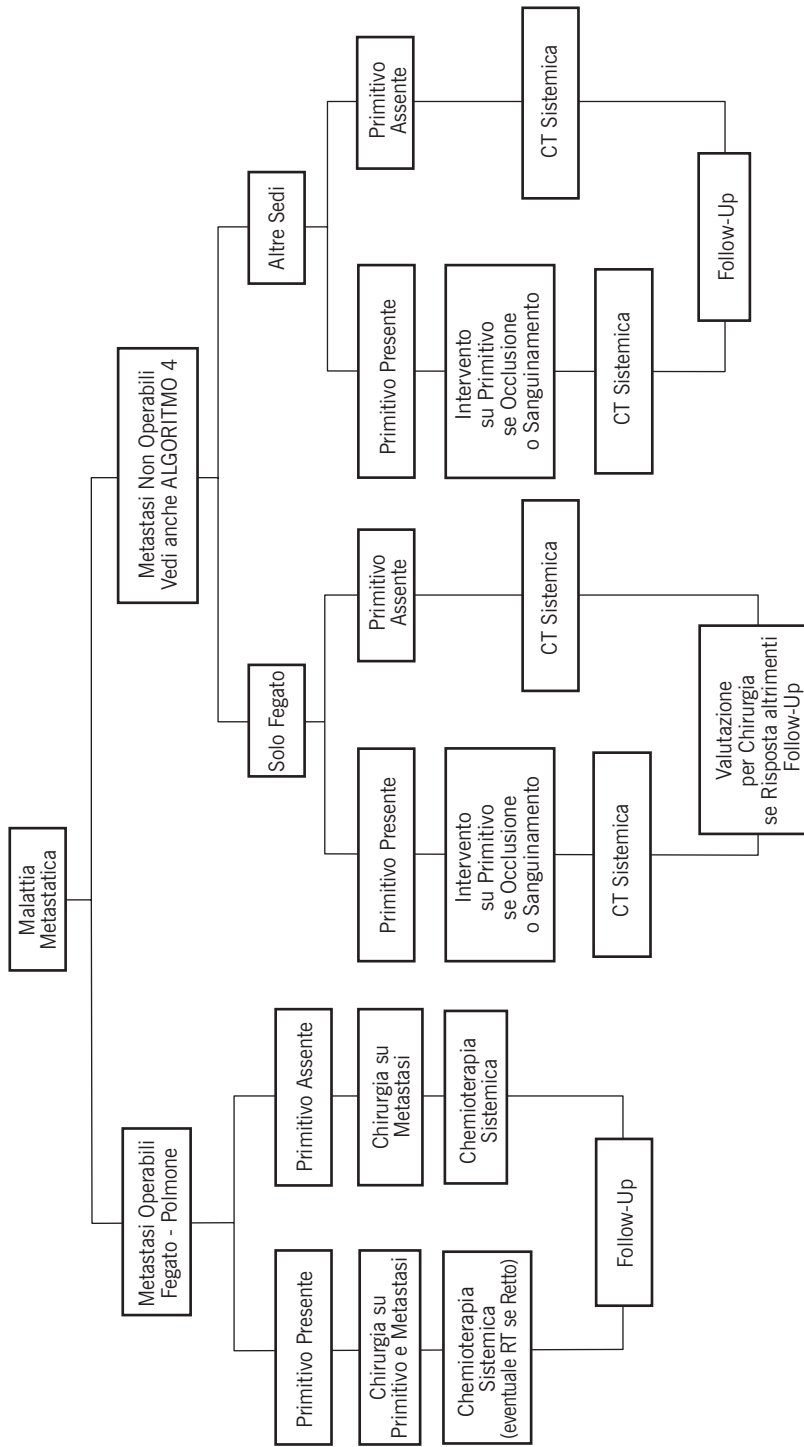 Malattia
Metastatica
Metastasi Operabili
Fegato - Polmone
Primitivo Presente
Chirurgia su
Primitivo e Metastasi
Chemioterapia
Sistemica
(eventuale RT se Retto)
Primitivo Assente
Chirurgia su
Metastasi
Chemioterapia
Sistemica
Follow-Up
Metastasi Non Operabili
Vedi anche ALGORITMO 4
Solo Fegato
Primitivo Presente
Intervento
su Primitivo
se Occlusione
o Sanguinamento
CT Sistemica
Primitivo
Assente
CT Sistemica
Valutazione
per Chirurgia
se Risposta altrimenti
Follow-Up
Altre Sedi
Primitivo Presente
Intervento
su Primitivo
se Occlusione
o Sanguinamento
CT Sistemica
Primitivo
Assente
CT Sistemica
Follow-Up